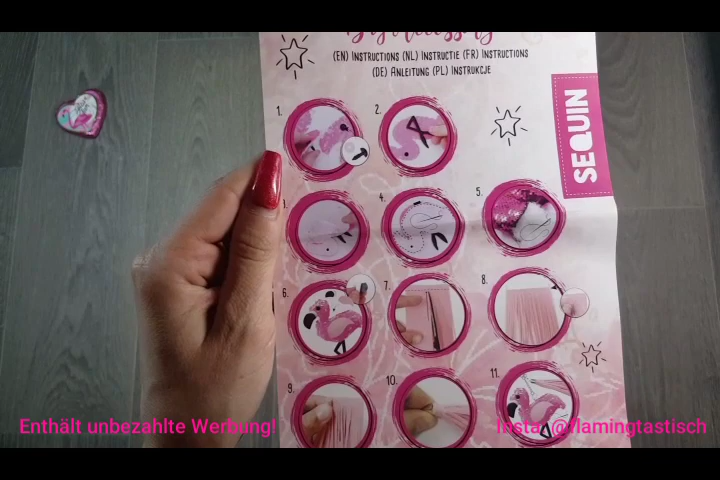 (EN) INSTRUCTIONS (NL) INSTRUCTIE (FR) INSTRUCTIONS
(DE) ANLEITUNG (PL) INSTRUKCJE
SEQUIN
1.
2.
3.
4.
5.
6.
7.
8.
9.
10.
11.
Enthält unbezahlte Werbung!
Insta: @flamingtastisch